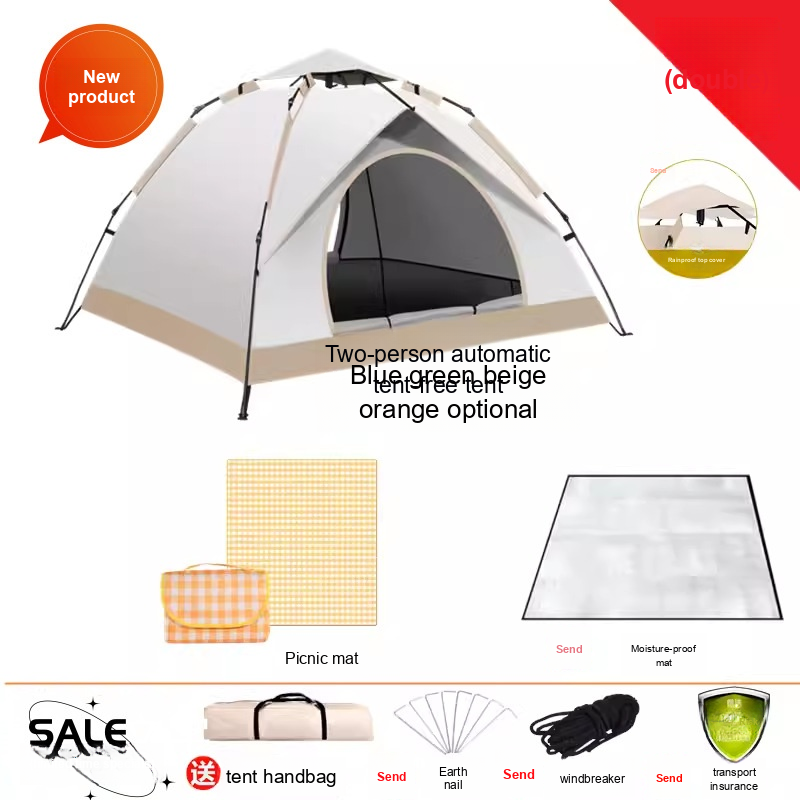 New
product
Rainproof top cover
Two-person automatic
Blue green beige
tent free tent
orange optional
Picnic mat
Send
Moisture-proof
mat
SALE
送
tent handbag
Send
Earth
nail
Send
windbreaker
Send
transport
insurance